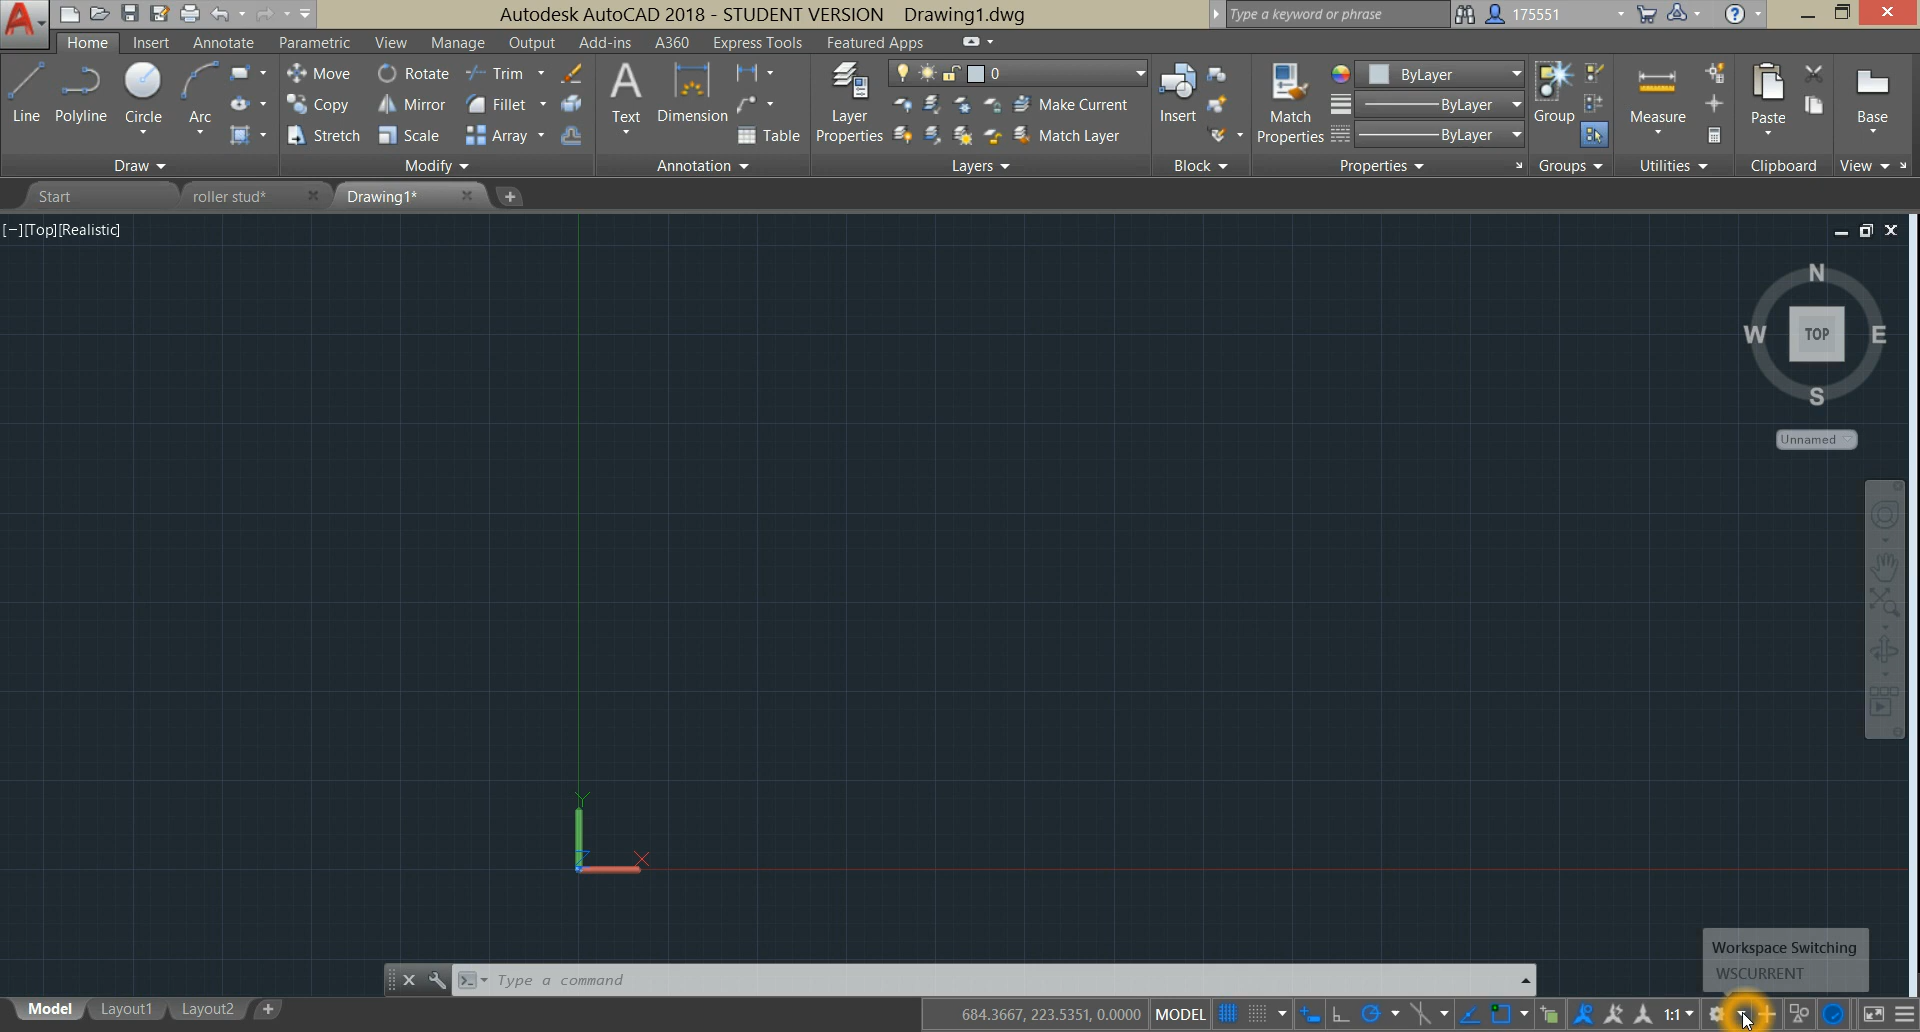 Autodesk AutoCAD 2018 - STUDENT VERSION Drawing1.dwg
Type a keyword or phrase
175551
Home Insert Annotate Parametric View Manage Output Add-ins A360 Express Tools Featured Apps
Line Polyline Circle Arc
Draw
Move Rotate Trim
Copy Mirror Fillet
Stretch Scale Array
Modify
Text Dimension Table
Annotation
Layer Properties
0
Make Current
Match Layer
Layers
Insert
Block
Match Properties
ByLayer
ByLayer
ByLayer
Properties
Group
Groups
Measure
Utilities
Paste
Clipboard
Base
View
Start roller stud* Drawing1*
[−][Top][Realistic]
N
W TOP E
S
Unnamed
Y
Z X
Workspace Switching
WSCURRENT
Type a command
Model Layout1 Layout2
684.3667, 223.5351, 0.0000 MODEL 1:1